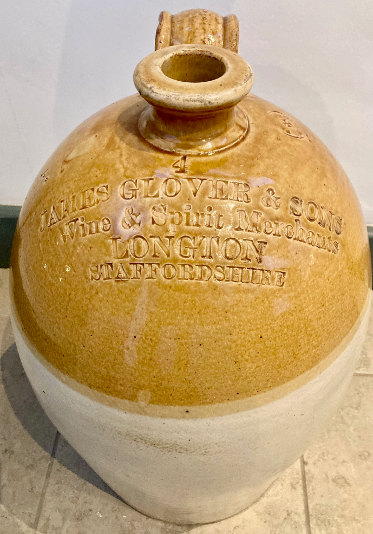 4
JAMES GLOVER & SONS
Wine & Spirit Merchants
LONGTON
STAFFORDSHIRE